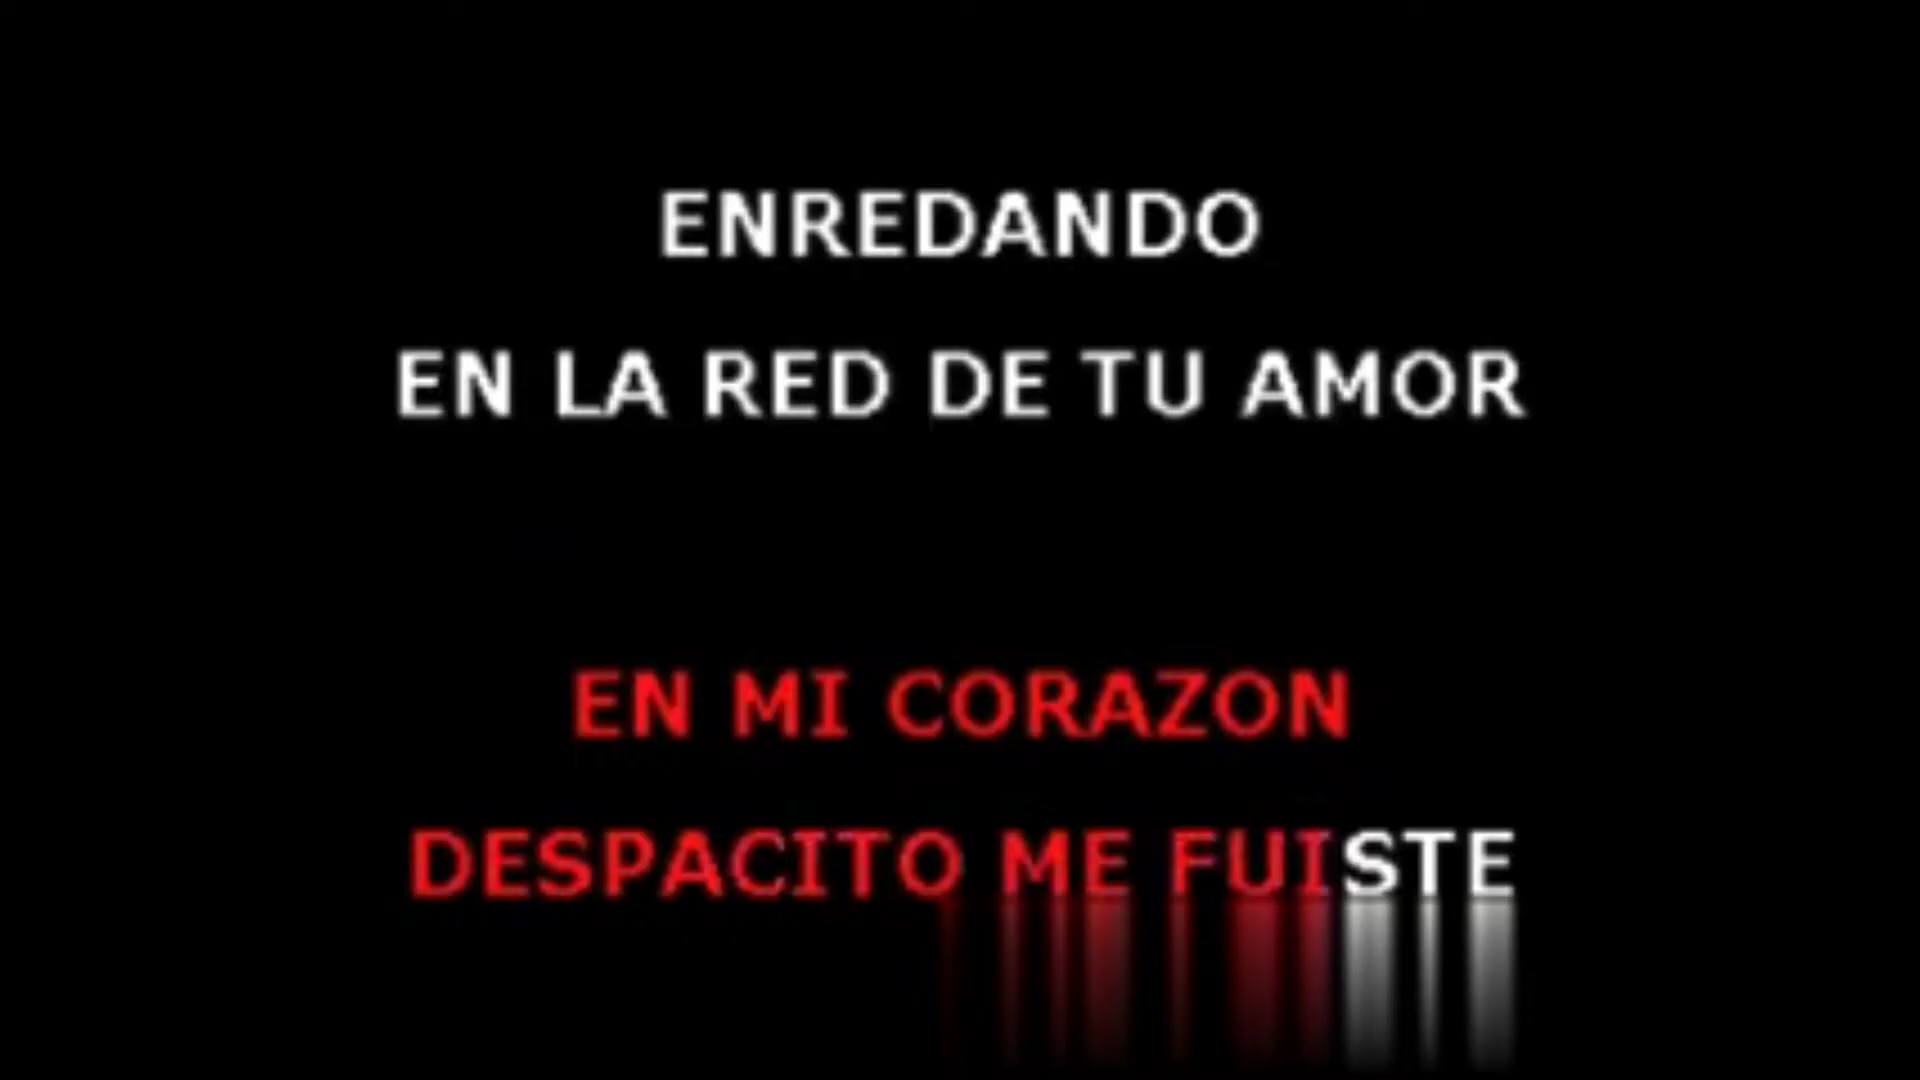 ENREDANDO
EN LA RED DE TU AMOR
EN MI CORAZON
DESPACITO ME FUISTE